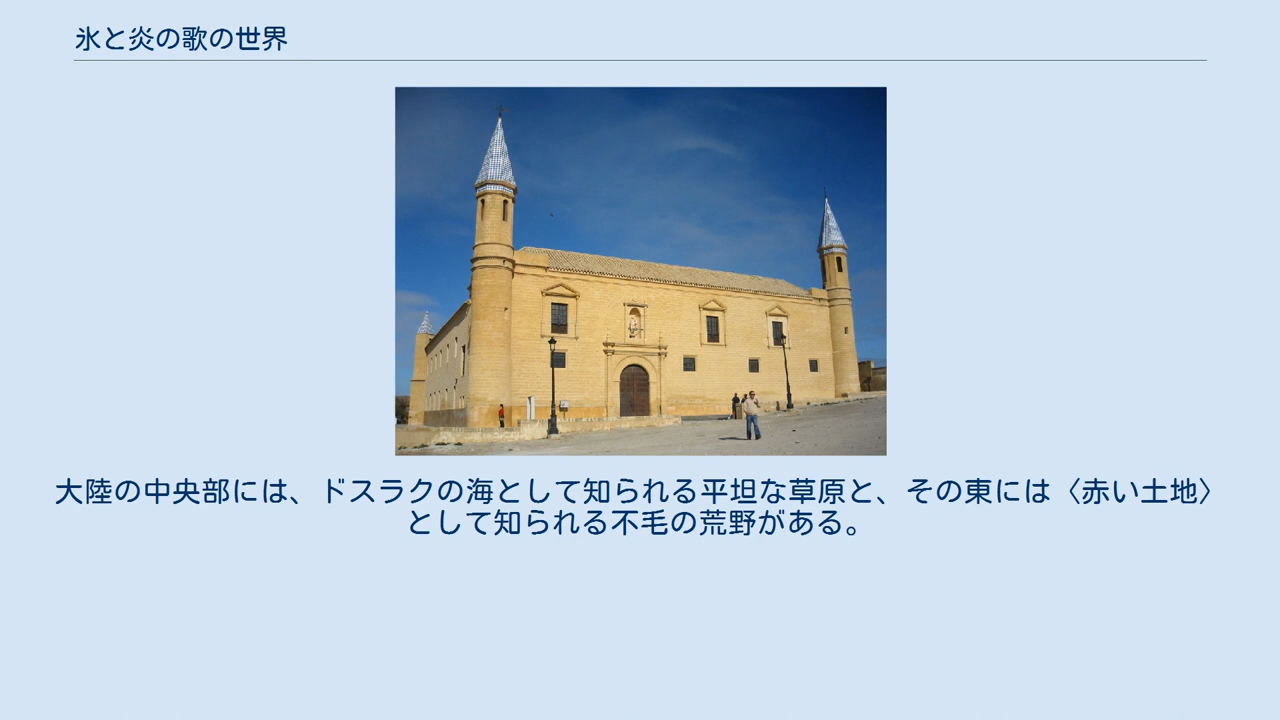 氷と炎の歌の世界
大陸の中央部には、ドスラクの海として知られる平坦な草原と、その東には〈赤い土地〉
として知られる不毛の荒野がある。